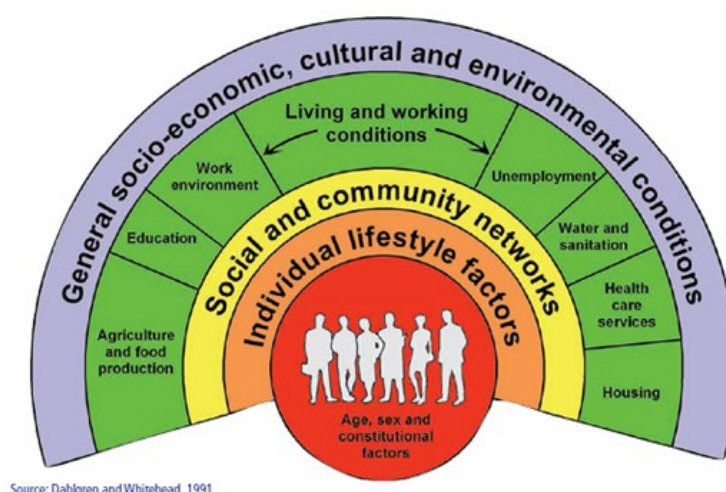 General socio-economic, cultural and environmental conditions
Living and working
conditions
Work
environment
Unemployment
Education
Water and
sanitation
Agriculture
and food
production
Health
care
services
Housing
Social and community networks
Individual lifestyle factors
Age, sex and
constitutional
factors
Source: Dahlgren and Whitehead, 1991